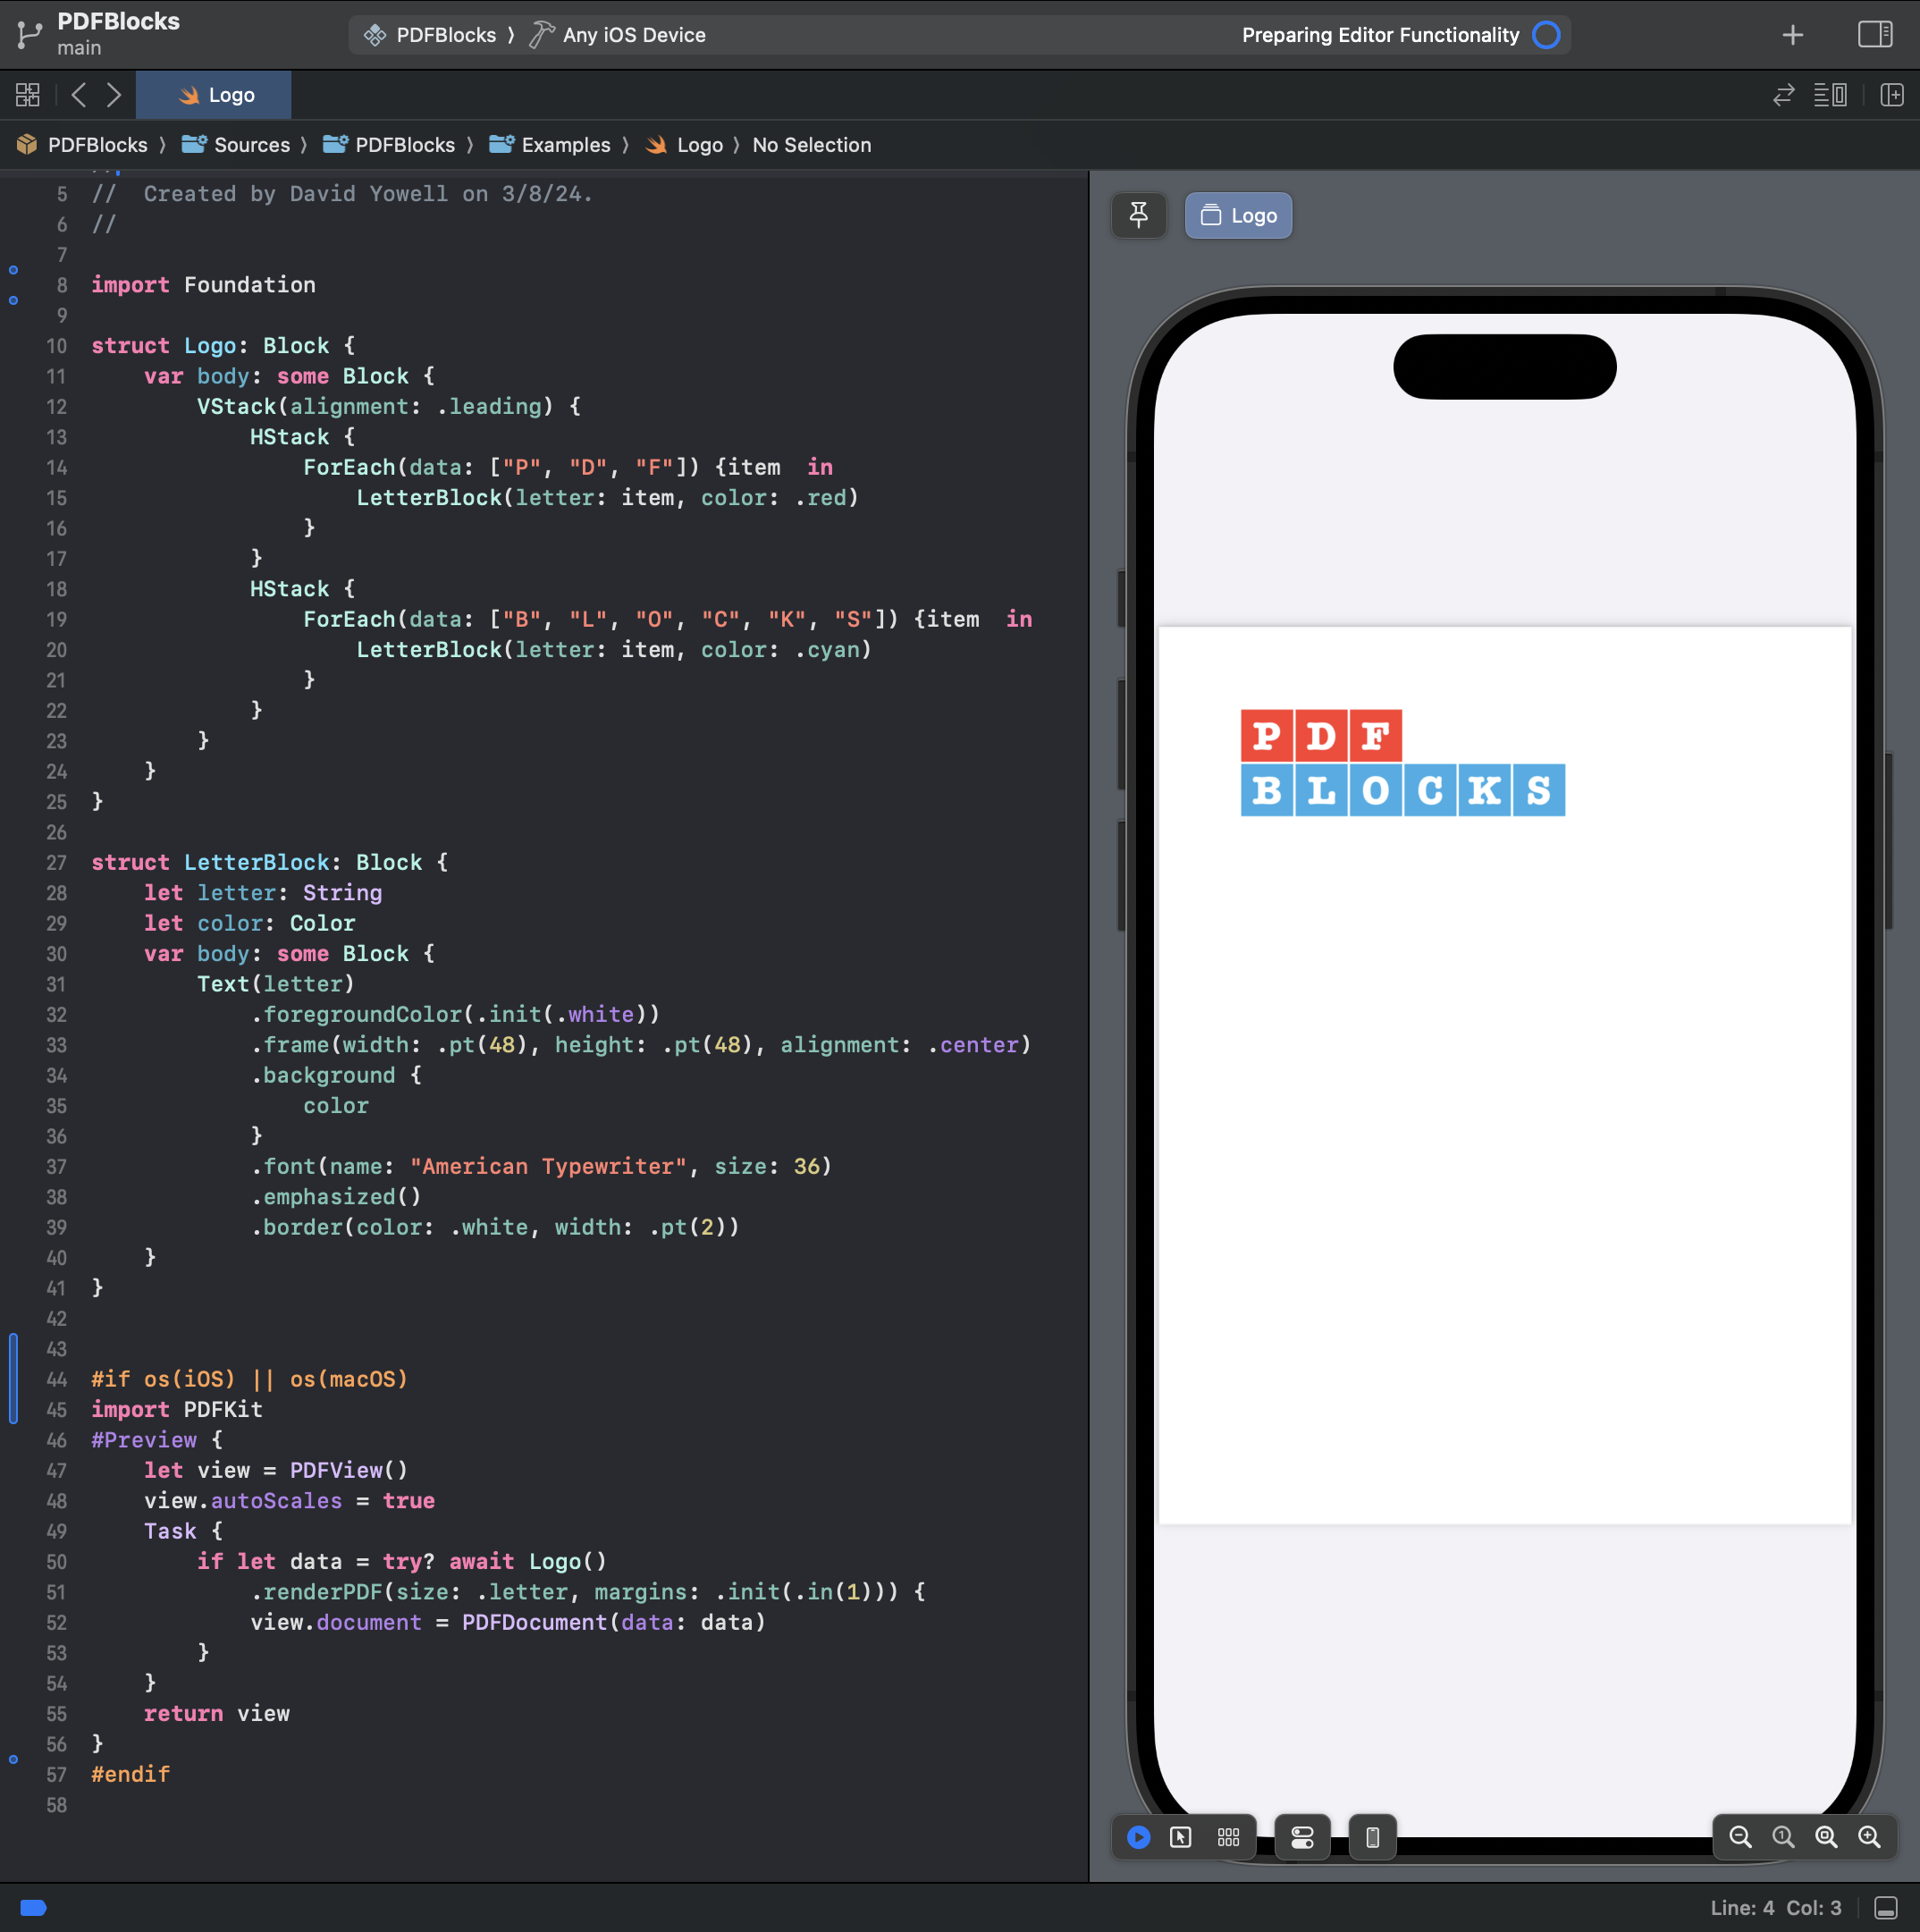 PDFBlocks
main
PDFBlocks ⟩ Any iOS Device
Preparing Editor Functionality
Logo
PDFBlocks ⟩ Sources ⟩ PDFBlocks ⟩ Examples ⟩ Logo ⟩ No Selection
5 //  Created by David Yowell on 3/8/24.
6 //
7
8 import Foundation
9
10 struct Logo: Block {
11     var body: some Block {
12         VStack(alignment: .leading) {
13             HStack {
14                 ForEach(data: ["P", "D", "F"]) {item  in
15                     LetterBlock(letter: item, color: .red)
16                 }
17             }
18             HStack {
19                 ForEach(data: ["B", "L", "O", "C", "K", "S"]) {item  in
20                     LetterBlock(letter: item, color: .cyan)
21                 }
22             }
23         }
24     }
25 }
26
27 struct LetterBlock: Block {
28     let letter: String
29     let color: Color
30     var body: some Block {
31         Text(letter)
32             .foregroundColor(.init(.white))
33             .frame(width: .pt(48), height: .pt(48), alignment: .center)
34             .background {
35                 color
36             }
37             .font(name: "American Typewriter", size: 36)
38             .emphasized()
39             .border(color: .white, width: .pt(2))
40     }
41 }
42
43
44 #if os(iOS) || os(macOS)
45 import PDFKit
46 #Preview {
47     let view = PDFView()
48     view.autoScales = true
49     Task {
50         if let data = try? await Logo()
51             .renderPDF(size: .letter, margins: .init(.in(1))) {
52             view.document = PDFDocument(data: data)
53         }
54     }
55     return view
56 }
57 #endif
58
Logo
PDF
BLOCKS
Line: 4  Col: 3